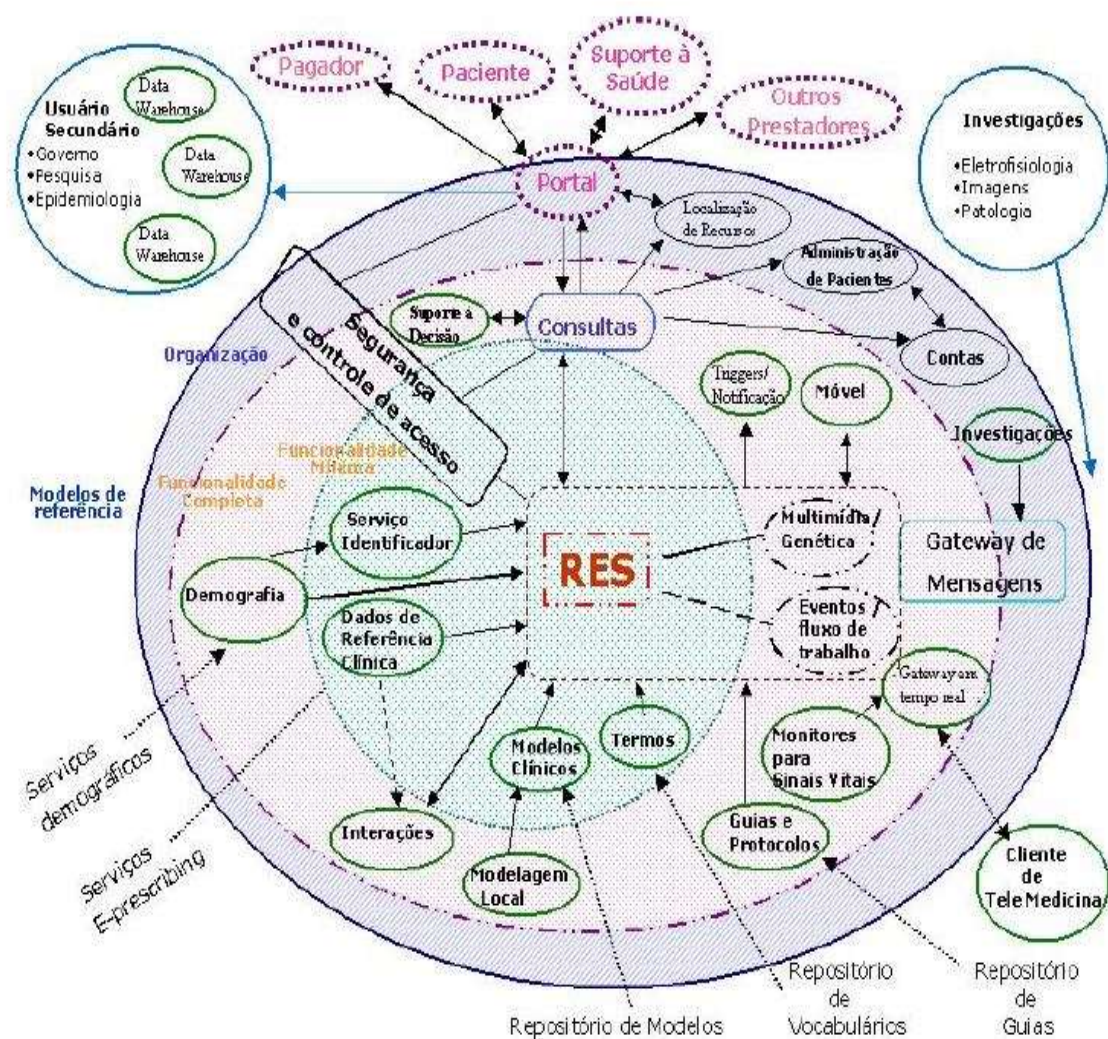 Pagador
Paciente
Suporte à
Saúde
Outros
Prestadores
Usuário
Secundário
•Governo
•Pesquisa
•Epidemiologia
Data
Warehouse
Data
Warehouse
Data
Warehouse
Investigações
•Eletrofisiologia
•Imagens
•Patologia
Portal
Localização
de Recursos
Administração
de Pacientes
Contas
Suporte à
Decisão
Consultas
Segurança
e controle de acesso
Organização
Triggers/
Notificação
Móvel
Investigações
Funcionalidade
Mínima
Funcionalidade
Completa
Modelos de
referência
Serviço
Identificador
RES
Multimídia /
Genética
Gateway de
Mensagens
Demografia
Dados de
Referência
Clínica
Eventos /
fluxo de
trabalho
Gateway em
tempo real
Modelos
Clínicos
Termos
Monitores
para
Sinais Vitais
Interações
Modelagem
Local
Guias e
Protocolos
Cliente
de
Tele Medicina
Serviços
demográficos
Serviços
E-prescribing
Repositório de Modelos
Repositório
de
Vocabulários
Repositório
de
Guias